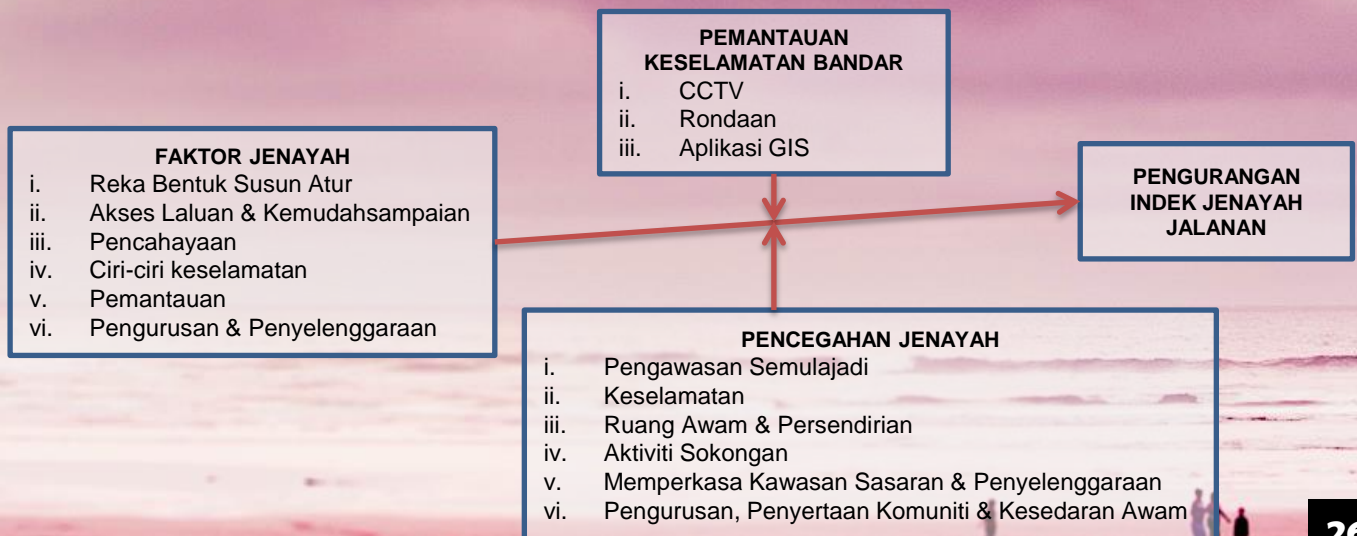 PEMANTAUAN
KESELAMATAN BANDAR
i. CCTV
ii. Rondaan
iii. Aplikasi GIS
FAKTOR JENAYAH
i. Reka Bentuk Susun Atur
ii. Akses Laluan & Kemudahsampaian
iii. Pencahayaan
iv. Ciri-ciri keselamatan
v. Pemantauan
vi. Pengurusan & Penyelenggaraan
PENGURANGAN
INDEK JENAYAH
JALANAN
PENCEGAHAN JENAYAH
i. Pengawasan Semulajadi
ii. Keselamatan
iii. Ruang Awam & Persendirian
iv. Aktiviti Sokongan
v. Memperkasa Kawasan Sasaran & Penyelenggaraan
vi. Pengurusan, Penyertaan Komuniti & Kesedaran Awam
26